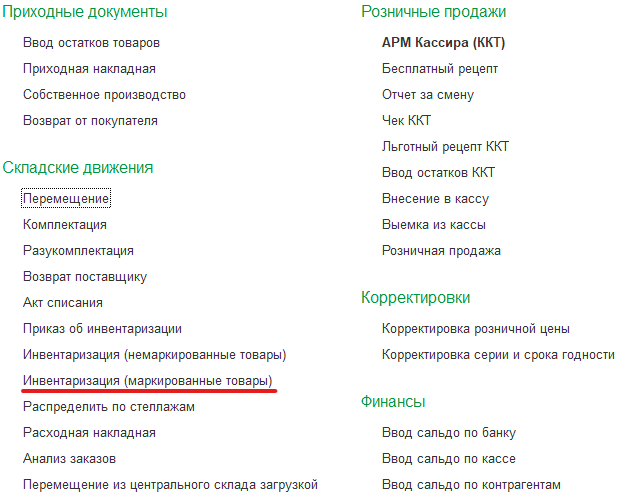 Приходные документы
Ввод остатков товаров
Приходная накладная
Собственное производство
Возврат от покупателя
Складские движения
Перемещение
Комплектация
Разукомплектация
Возврат поставщику
Акт списания
Приказ об инвентаризации
Инвентаризация (немаркированные товары)
Инвентаризация (маркированные товары)
Распределить по стеллажам
Расходная накладная
Анализ заказов
Перемещение из центрального склада загрузкой
Розничные продажи
АРМ Кассира (ККТ)
Бесплатный рецепт
Отчет за смену
Чек ККТ
Льготный рецепт ККТ
Ввод остатков ККТ
Внесение в кассу
Выемка из кассы
Розничная продажа
Корректировки
Корректировка розничной цены
Корректировка серии и срока годности
Финансы
Ввод сальдо по банку
Ввод сальдо по кассе
Ввод сальдо по контрагентам